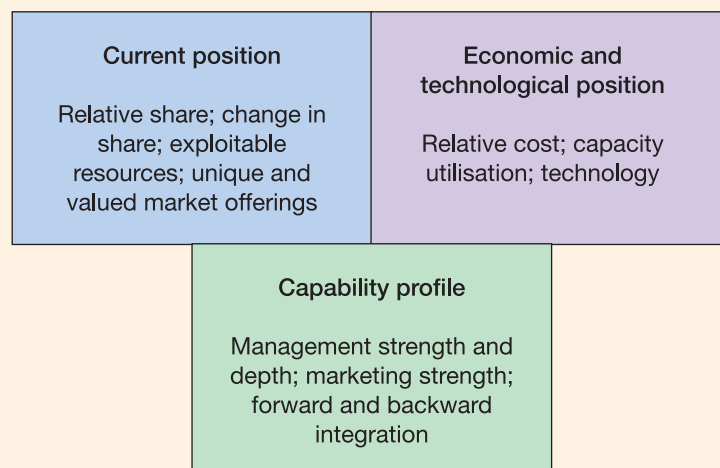 Current position
Relative share; change in
share; exploitable
resources; unique and
valued market offerings
Economic and
technological position
Relative cost; capacity
utilisation; technology
Capability profile
Management strength and
depth; marketing strength;
forward and backward
integration